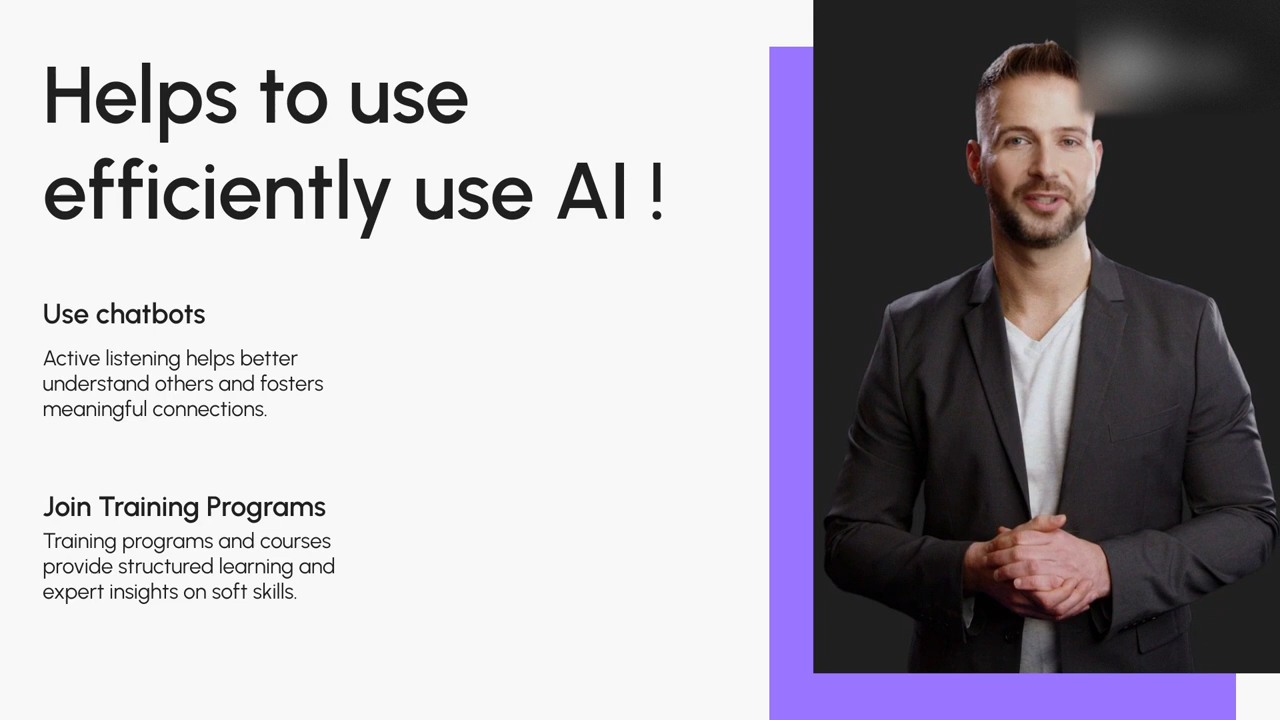 Helps to use
efficiently use AI !
Use chatbots
Active listening helps better
understand others and fosters
meaningful connections.
Join Training Programs
Training programs and courses
provide structured learning and
expert insights on soft skills.